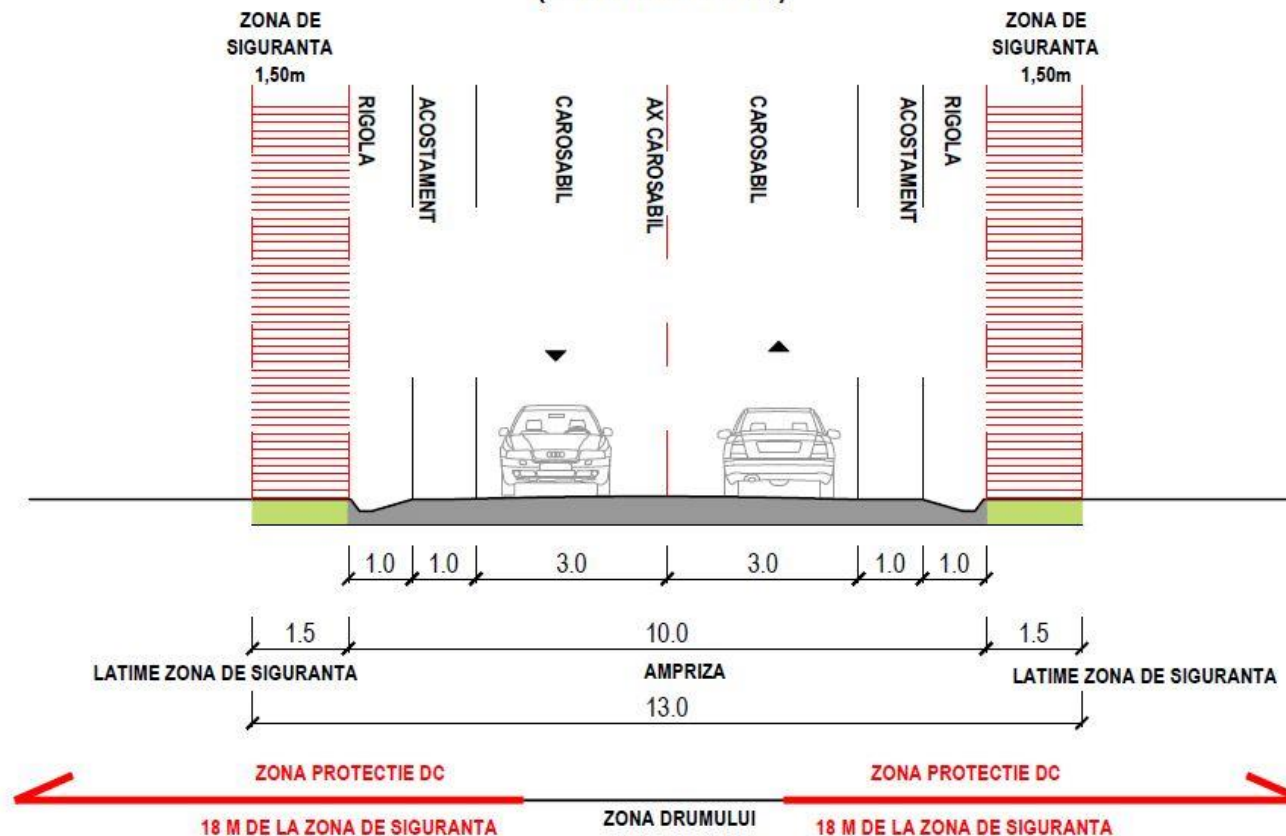 ZONA DE
SIGURANTA
1,50m
ZONA DE
SIGURANTA
1,50m
RIGOLA
ACOSTAMENT
CAROSABIL
AX CAROSABIL
CAROSABIL
ACOSTAMENT
RIGOLA
1.0 1.0 3.0 3.0 1.0 1.0
1.5 10.0 1.5
LATIME ZONA DE SIGURANTA AMPRIZA LATIME ZONA DE SIGURANTA
13.0
ZONA PROTECTIE DC ZONA PROTECTIE DC
18 M DE LA ZONA DE SIGURANTA ZONA DRUMULUI 18 M DE LA ZONA DE SIGURANTA